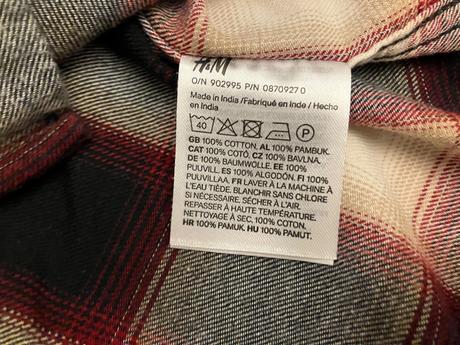 H&M
O/N 902995 P/N 0870927 0
Made in India /Fabriqué en Inde / Hecho
en India
40 P
GB 100% COTTON. AL 100% PAMBUK.
CAT 100% COTÓ. CZ 100% BAVLNA.
DE 100% BAUMWOLLE. EE 100%
PUUVILL. ES 100% ALGODÓN. FI 100%
PUUVILLAA. FR LAVER À LA MACHINE À
L'EAU TIÈDE. BLANCHIR SANS CHLORE
SI NÉCESSAIRE. SÉCHER À L'AIR.
REPASSER À HAUTE TEMPÉRATURE.
NETTOYAGE À SEC. 100% COTON.
HR 100% PAMUK. HU 100% PAMUT.